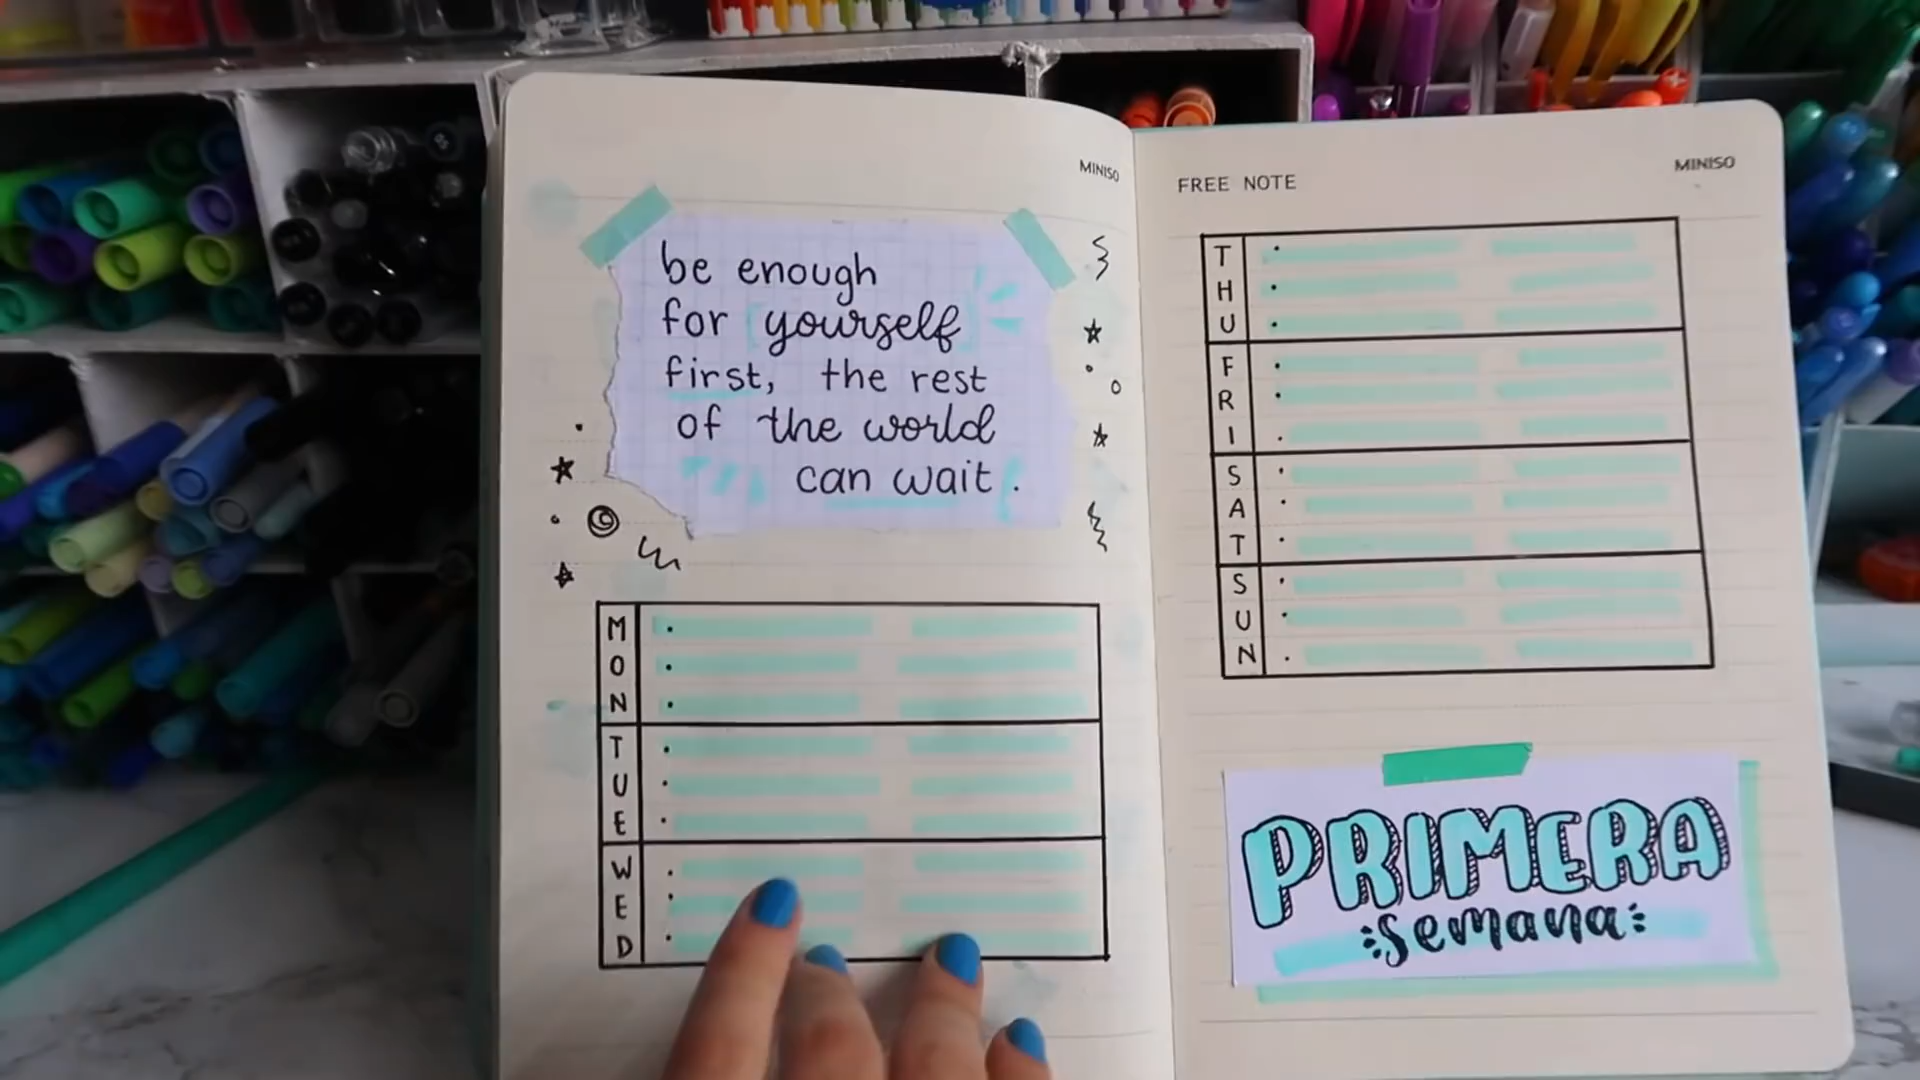 MINISO
be enough
for yourself
first, the rest
of the world
can wait.
MON
TUE
WED
FREE NOTE
MINISO
THU
FRI
SAT
SUN
PRIMERA
semana